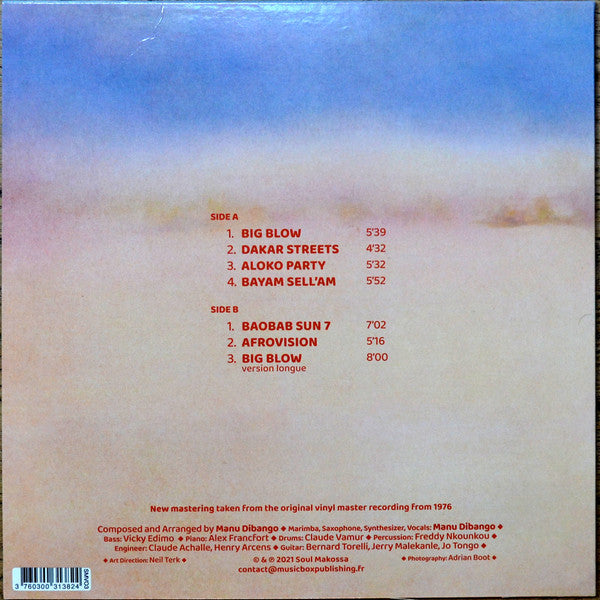 SIDE A
1. BIG BLOW 5'39
2. DAKAR STREETS 4'32
3. ALOKO PARTY 5'32
4. BAYAM SELL'AM 5'52
SIDE B
1. BAOBAB SUN 7 7'02
2. AFROVISION 5'16
3. BIG BLOW 8'00
version longue
New mastering taken from the original vinyl master recording from 1976
Composed and Arranged by Manu Dibango ◆ Marimba, Saxophone, Synthesizer, Vocals: Manu Dibango ◆
Bass: Vicky Edimo ◆ Piano: Alex Francfort ◆ Drums: Claude Vamur ◆ Percussion: Freddy Nkounkou ◆
Engineer: Claude Achalle, Henry Arcens ◆ Guitar: Bernard Torelli, Jerry Malekanle, Jo Tongo ◆
◆ Art Direction: Neil Terk ◆ © & ℗ 2021 Soul Makossa ◆ Photography: Adrian Boot ◆
contact@musicboxpublishing.fr
3 760300 313824
SMV03